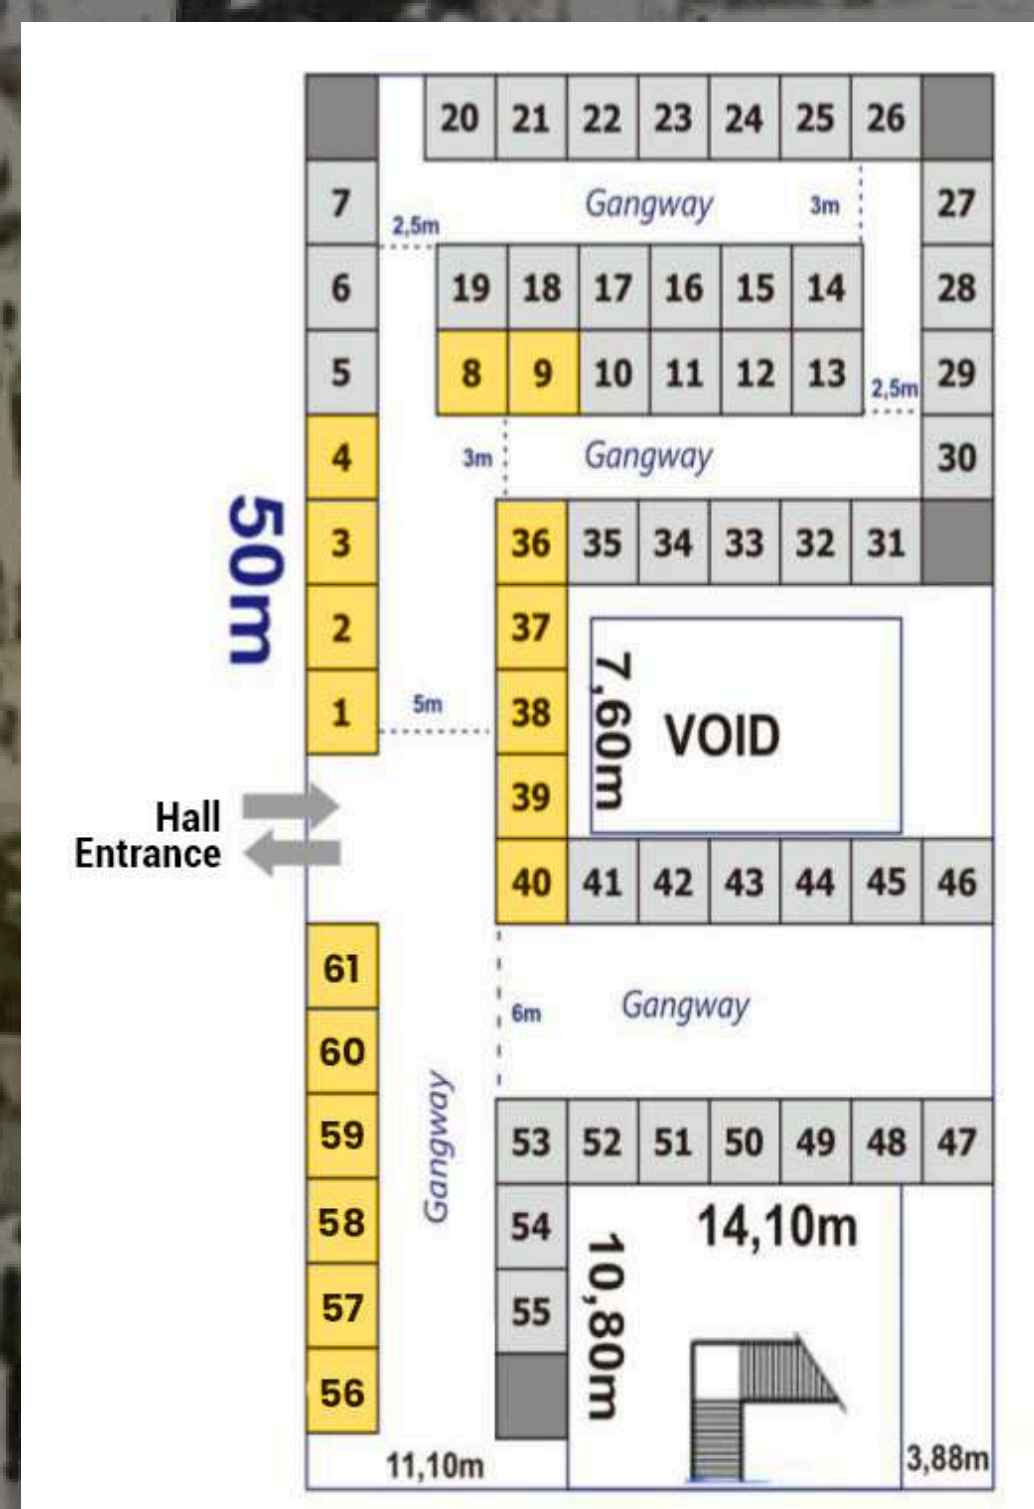 20 21 22 23 24 25 26
7 Gangway 3m 27
2,5m
6 19 18 17 16 15 14 28
5 8 9 10 11 12 13 2,5m 29
4 3m Gangway 30
50m
3 36 35 34 33 32 31
2 37
7,60m
VOID
1 5m 38
39
Hall
Entrance
40 41 42 43 44 45 46
61
6m Gangway
60
Gangway
59 53 52 51 50 49 48 47
58 54 14,10m
10,80m
57 55
56
11,10m 3,88m